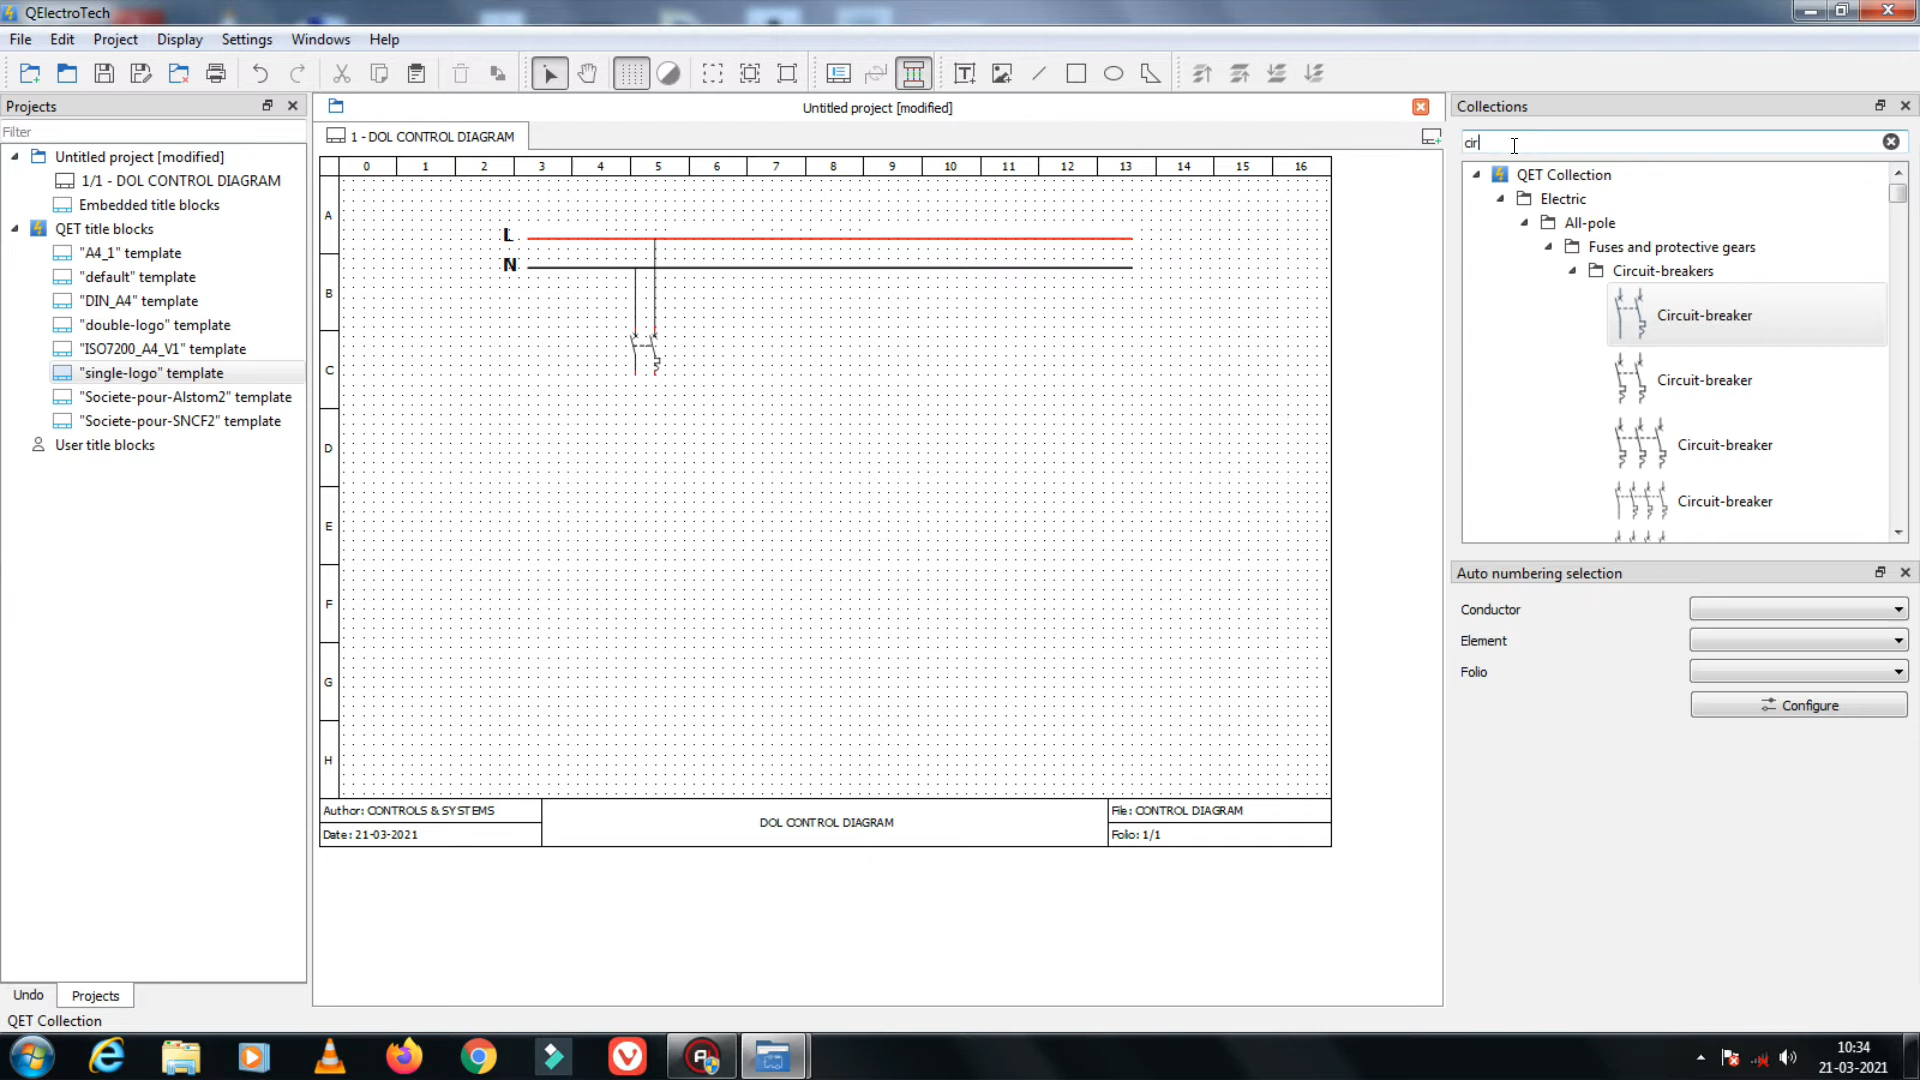 QElectroTech
File Edit Project Display Settings Windows Help
Projects
Filter
Untitled project [modified]
1/1 - DOL CONTROL DIAGRAM
Embedded title blocks
QET title blocks
"A4_1" template
"default" template
"DIN_A4" template
"double-logo" template
"ISO7200_A4_V1" template
"single-logo" template
"Societe-pour-Alstom2" template
"Societe-pour-SNCF2" template
User title blocks
Undo Projects
QET Collection
Untitled project [modified]
1 - DOL CONTROL DIAGRAM
0 1 2 3 4 5 6 7 8 9 10 11 12 13 14 15 16
A
B
C
D
E
F
G
H
L
N
Author: CONTROLS & SYSTEMS
Date: 21-03-2021
DOL CONTROL DIAGRAM
File: CONTROL DIAGRAM
Folio: 1/1
Collections
cir
QET Collection
Electric
All-pole
Fuses and protective gears
Circuit-breakers
Circuit-breaker
Circuit-breaker
Circuit-breaker
Circuit-breaker
Auto numbering selection
Conductor
Element
Folio
Configure
10:34
21-03-2021